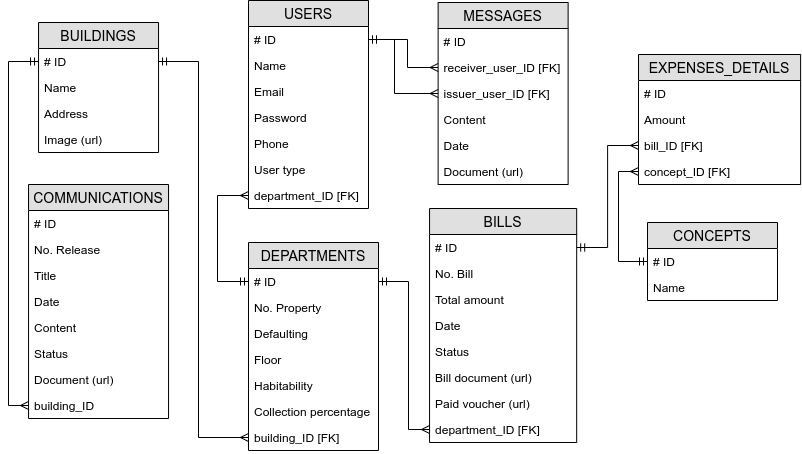 BUILDINGS
# ID
Name
Address
Image (url)
COMMUNICATIONS
# ID
No. Release
Title
Date
Content
Status
Document (url)
building_ID
USERS
# ID
Name
Email
Password
Phone
User type
department_ID [FK]
DEPARTMENTS
# ID
No. Property
Defaulting
Floor
Habitability
Collection percentage
building_ID [FK]
MESSAGES
# ID
receiver_user_ID [FK]
issuer_user_ID [FK]
Content
Date
Document (url)
BILLS
# ID
No. Bill
Total amount
Date
Status
Bill document (url)
Paid voucher (url)
department_ID [FK]
EXPENSES_DETAILS
# ID
Amount
bill_ID [FK]
concept_ID [FK]
CONCEPTS
# ID
Name